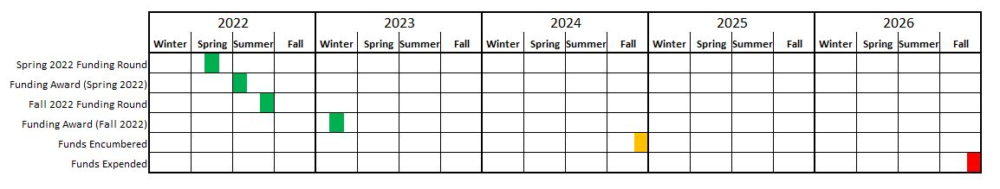 2022 2023 2024 2025 2026
Winter Spring Summer Fall Winter Spring Summer Fall Winter Spring Summer Fall Winter Spring Summer Fall Winter Spring Summer Fall
Spring 2022 Funding Round
Funding Award (Spring 2022)
Fall 2022 Funding Round
Funding Award (Fall 2022)
Funds Encumbered
Funds Expended